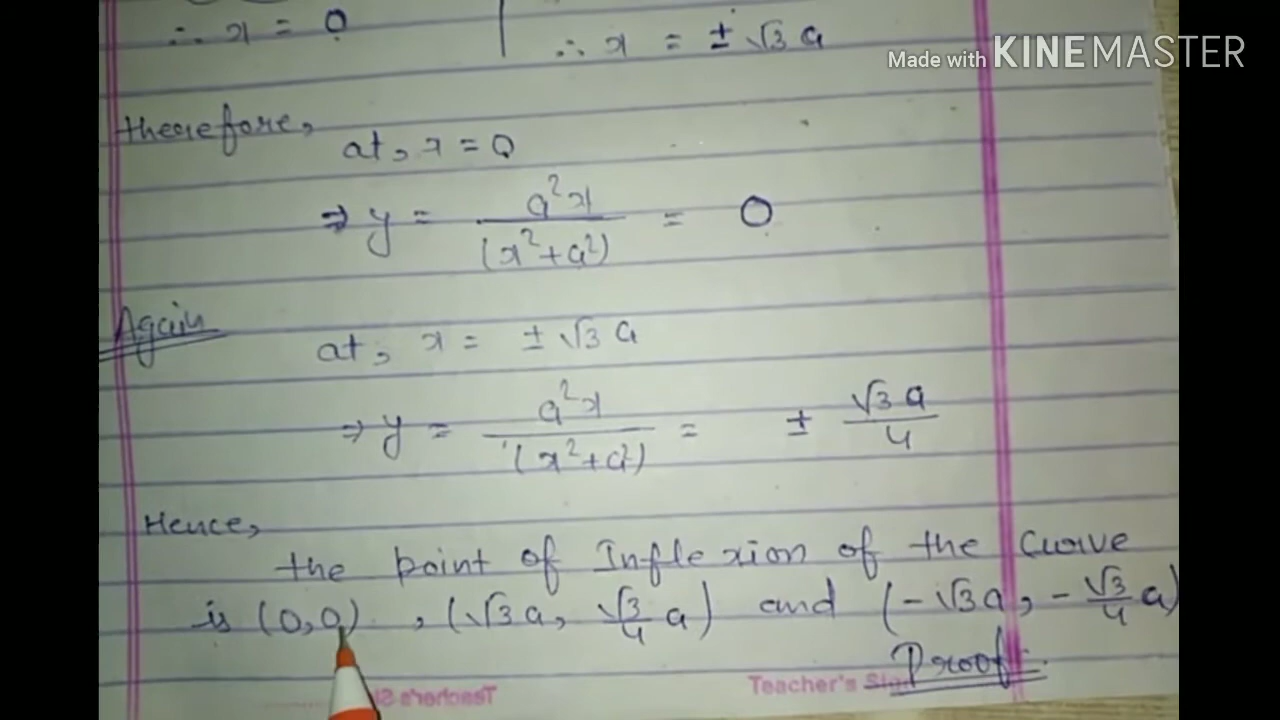 ∴ x = 0 | ∴ x = ± √3 a
Made with KINEMASTER
therefore,
at, x = 0
⇒ y = a²x / (x²+a²) = 0
Again
at, x = ± √3 a
⇒ y = a²x / (x²+a²) = ± √3 a / 4
Hence,
the point of Inflexion of the Curve
is (0,0) , (√3 a, √3/4 a) and (-√3 a, -√3/4 a)
Proof
Teacher's